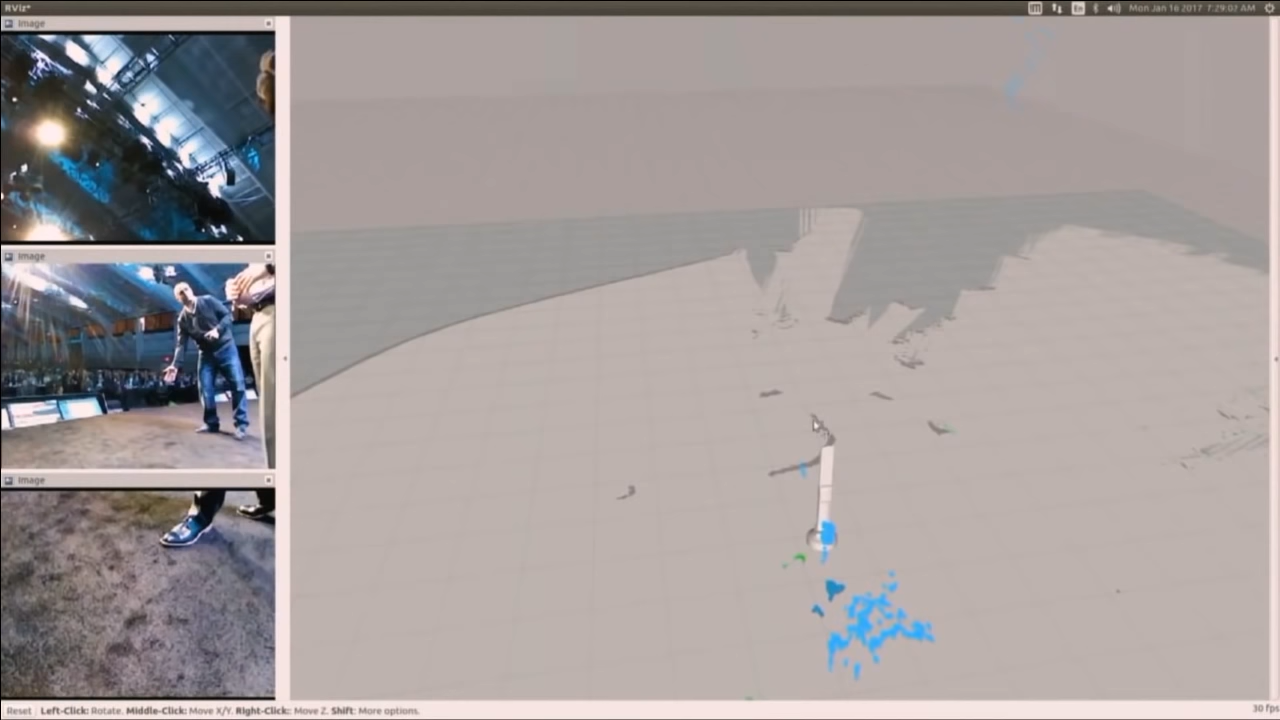 RViz*
En
Mon Jan 16 2017 7:29:02 AM
Image
Image
Image
Reset Left-Click: Rotate. Middle-Click: Move X/Y. Right-Click:: Move Z. Shift: More options.
30 fps